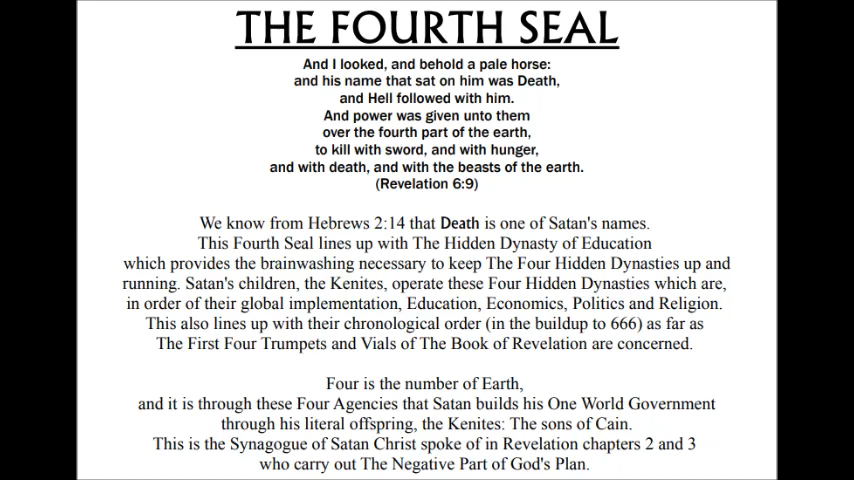 THE FOURTH SEAL
And I looked, and behold a pale horse:
and his name that sat on him was Death,
and Hell followed with him.
And power was given unto them
over the fourth part of the earth,
to kill with sword, and with hunger,
and with death, and with the beasts of the earth.
(Revelation 6:9)
We know from Hebrews 2:14 that Death is one of Satan's names.
This Fourth Seal lines up with The Hidden Dynasty of Education
which provides the brainwashing necessary to keep The Four Hidden Dynasties up and
running. Satan's children, the Kenites, operate these Four Hidden Dynasties which are,
in order of their global implementation, Education, Economics, Politics and Religion.
This also lines up with their chronological order (in the buildup to 666) as far as
The First Four Trumpets and Vials of The Book of Revelation are concerned.
Four is the number of Earth,
and it is through these Four Agencies that Satan builds his One World Government
through his literal offspring, the Kenites: The sons of Cain.
This is the Synagogue of Satan Christ spoke of in Revelation chapters 2 and 3
who carry out The Negative Part of God's Plan.